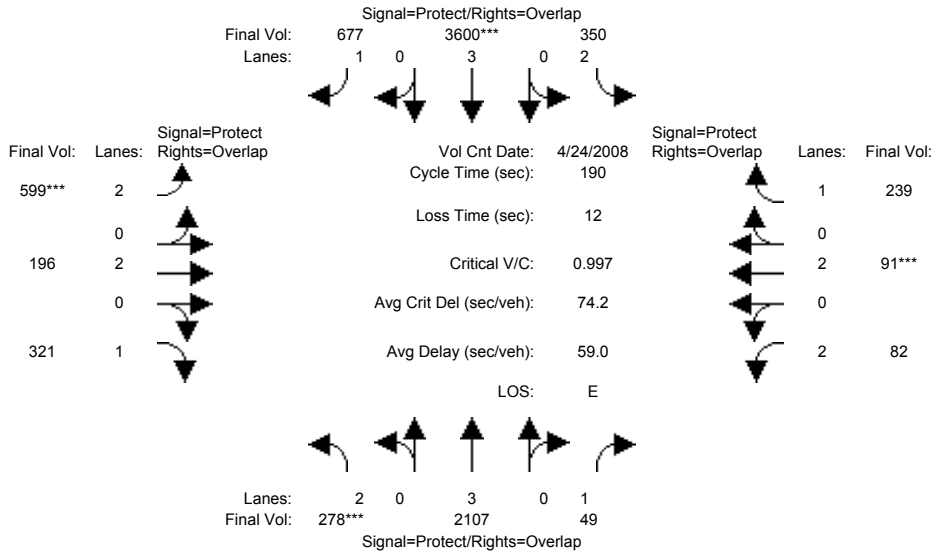 Signal=Protect/Rights=Overlap
Final Vol: 677 3600*** 350
Lanes: 1 0 3 0 2
Signal=Protect
Final Vol: Lanes: Rights=Overlap
Vol Cnt Date: 4/24/2008
Signal=Protect
Rights=Overlap Lanes: Final Vol:
Cycle Time (sec): 190
599*** 2
1 239
Loss Time (sec): 12
0
0
196 2
Critical V/C: 0.997
2 91***
0
Avg Crit Del (sec/veh): 74.2
0
321 1
Avg Delay (sec/veh): 59.0
2 82
LOS: E
Lanes: 2 0 3 0 1
Final Vol: 278*** 2107 49
Signal=Protect/Rights=Overlap